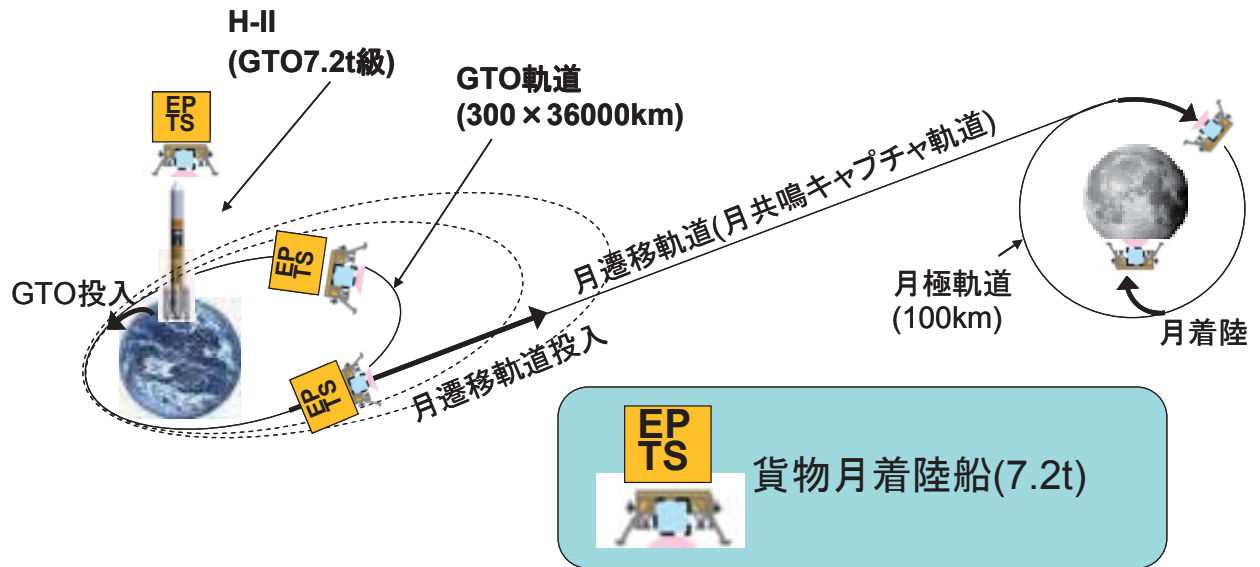 H-II
(GTO7.2t級)
GTO軌道
(300×36000km)
EP
TS
GTO投入
EP
TS
EP
TS
月遷移軌道投入
月遷移軌道(月共鳴キャプチャ軌道)
月極軌道
(100km)
月着陸
EP
TS
貨物月着陸船(7.2t)